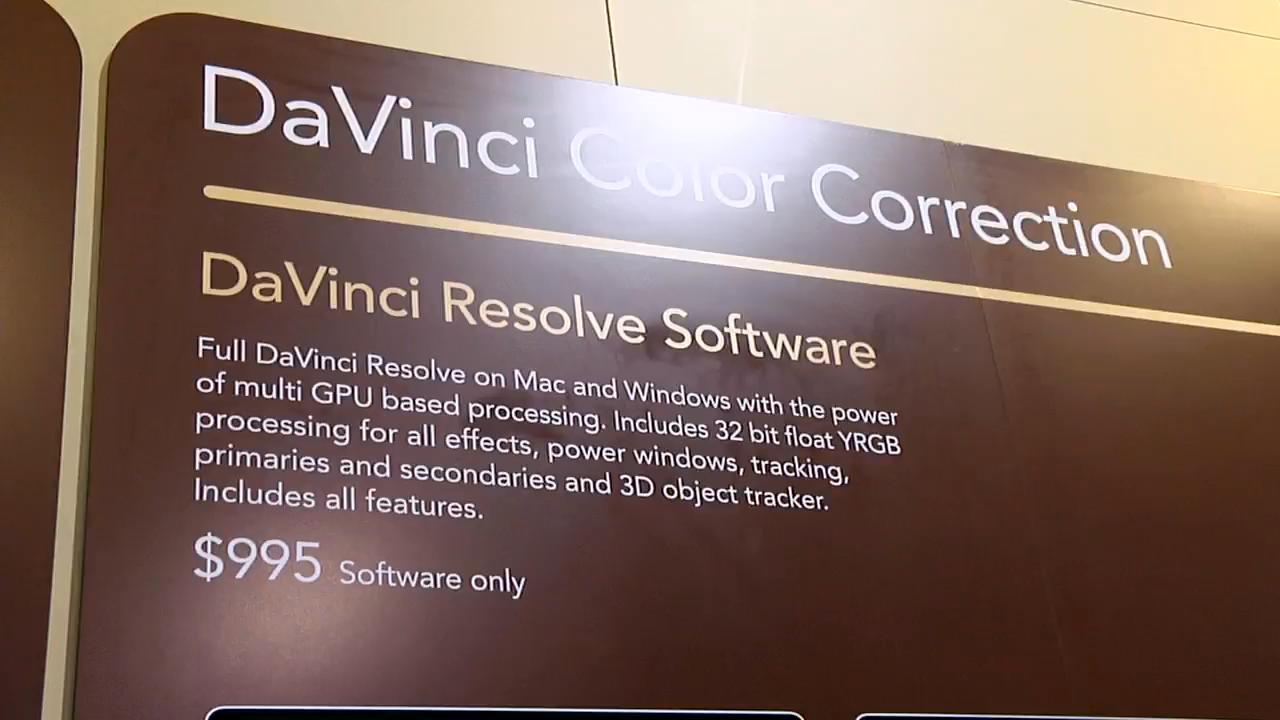 DaVinci Color Correction
DaVinci Resolve Software
Full DaVinci Resolve on Mac and Windows with the power
of multi GPU based processing. Includes 32 bit float YRGB
processing for all effects, power windows, tracking,
primaries and secondaries and 3D object tracker.
Includes all features.
$995 Software only